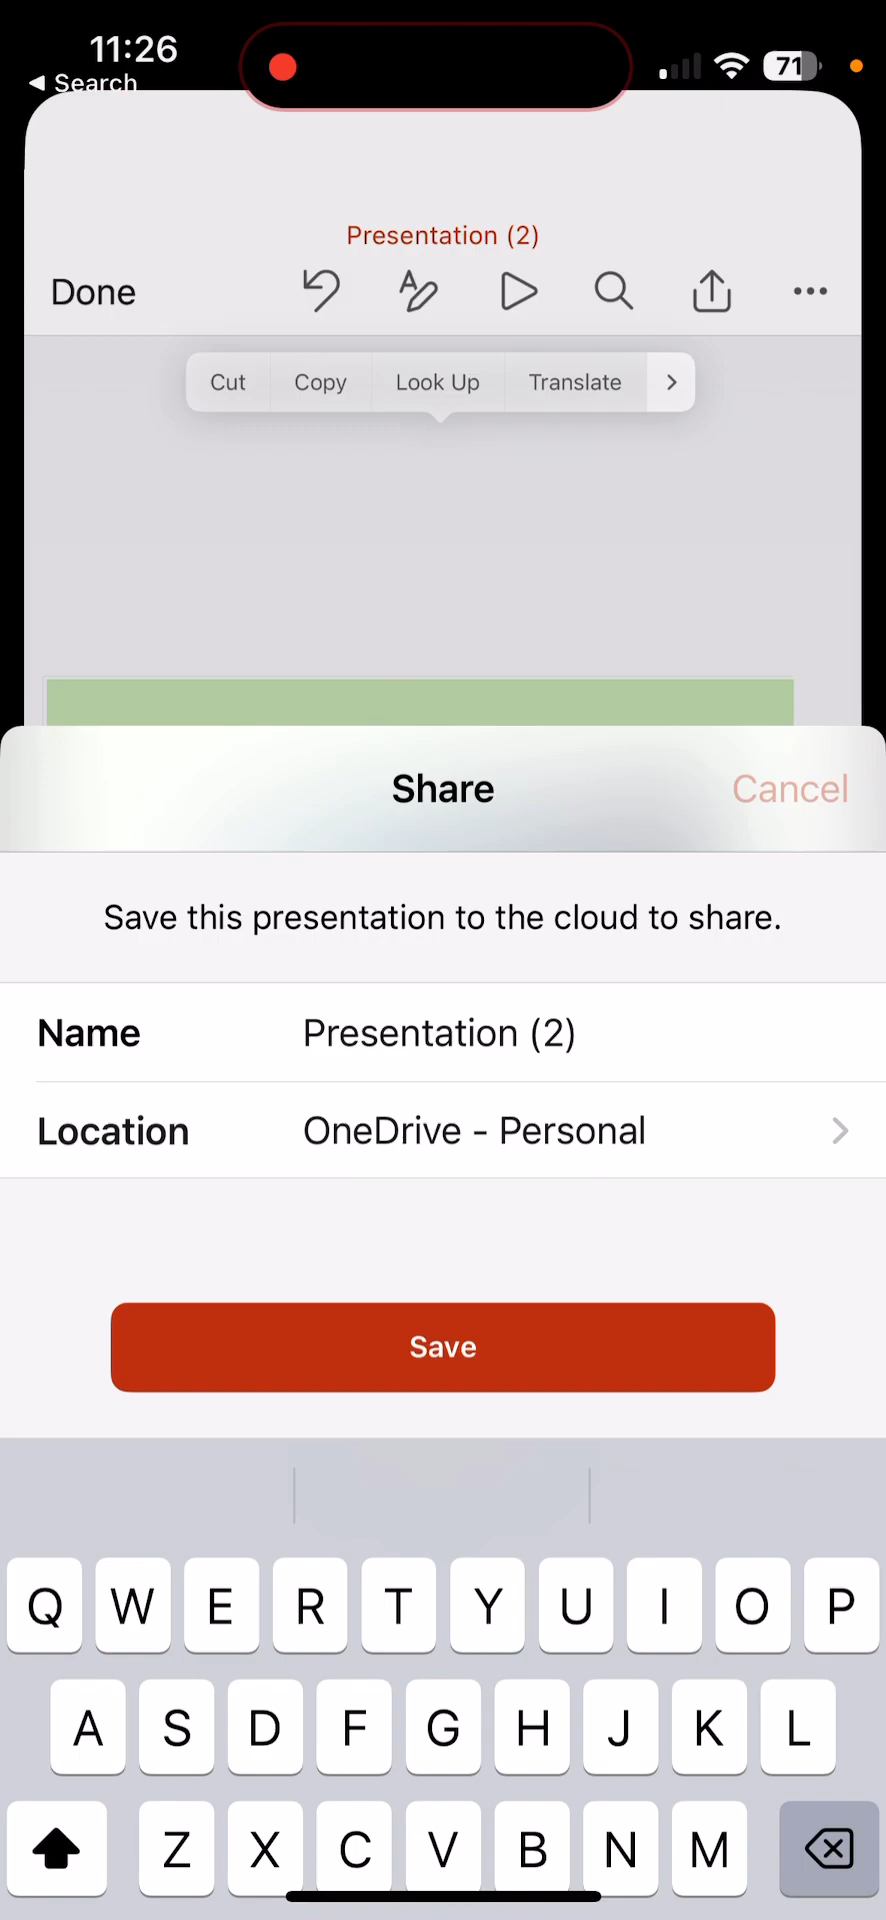 11:26
◀ Search
71
Presentation (2)
Done
Cut Copy Look Up Translate
Share Cancel
Save this presentation to the cloud to share.
Name Presentation (2)
Location OneDrive - Personal
Save
Q W E R T Y U I O P
A S D F G H J K L
Z X C V B N M